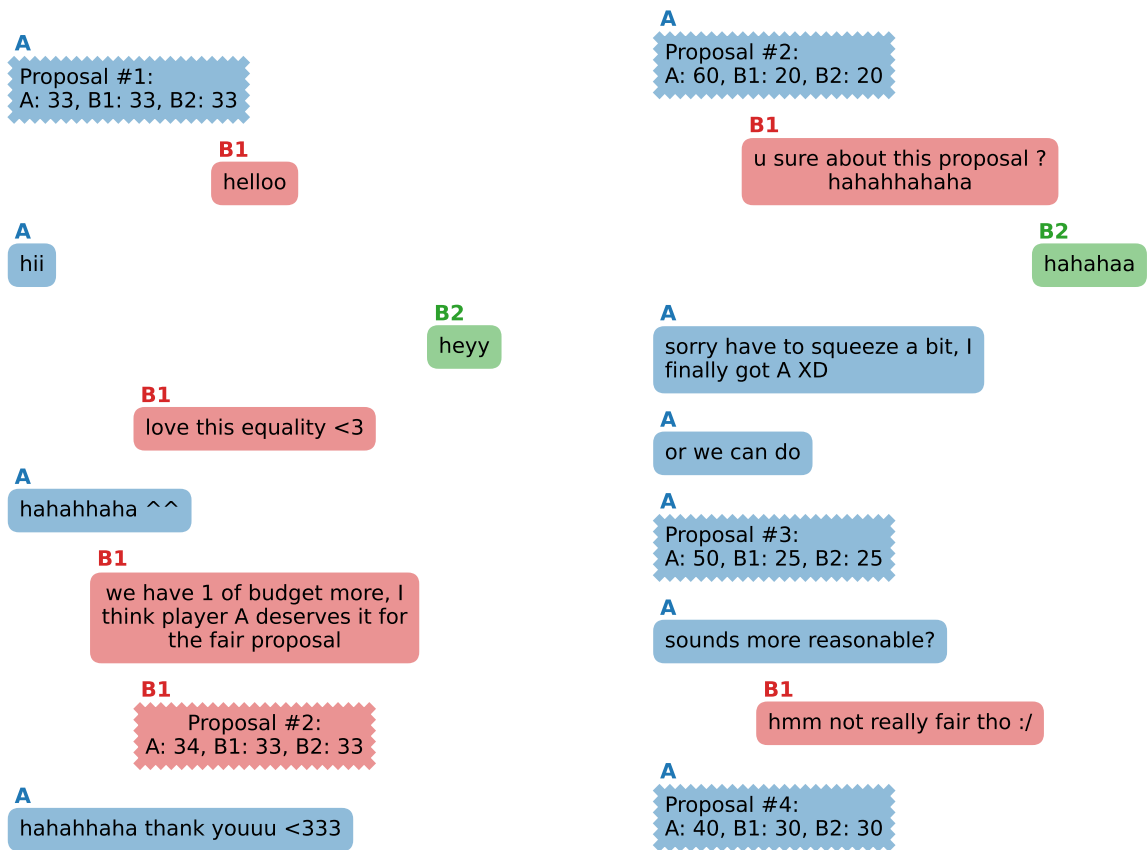 A
Proposal #1:
A: 33, B1: 33, B2: 33
B1
helloo
A
hii
B2
heyy
B1
love this equality <3
A
hahahhaha ^^
B1
we have 1 of budget more, I
think player A deserves it for
the fair proposal
B1
Proposal #2:
A: 34, B1: 33, B2: 33
A
hahahhaha thank youuu <333
A
Proposal #2:
A: 60, B1: 20, B2: 20
B1
u sure about this proposal ?
hahahhahaha
B2
hahahaa
A
sorry have to squeeze a bit, I
finally got A XD
A
or we can do
A
Proposal #3:
A: 50, B1: 25, B2: 25
A
sounds more reasonable?
B1
hmm not really fair tho :/
A
Proposal #4:
A: 40, B1: 30, B2: 30